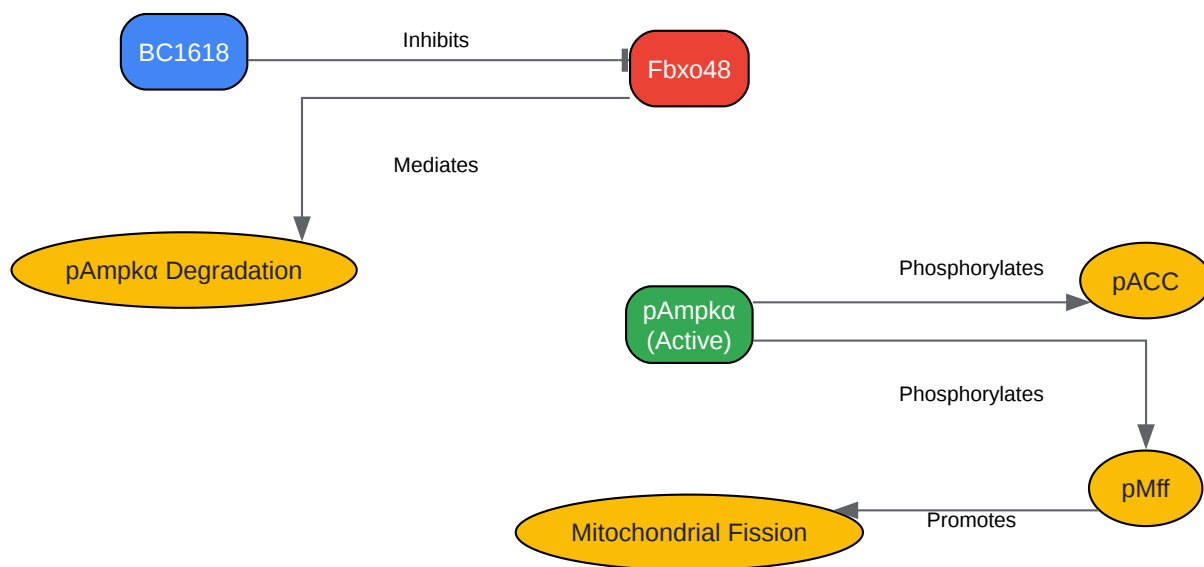 BC1618
Inhibits
Fbxo48
Mediates
pAmpkα Degradation
Phosphorylates
pACC
pAmpkα
(Active)
Phosphorylates
pMff
Promotes
Mitochondrial Fission